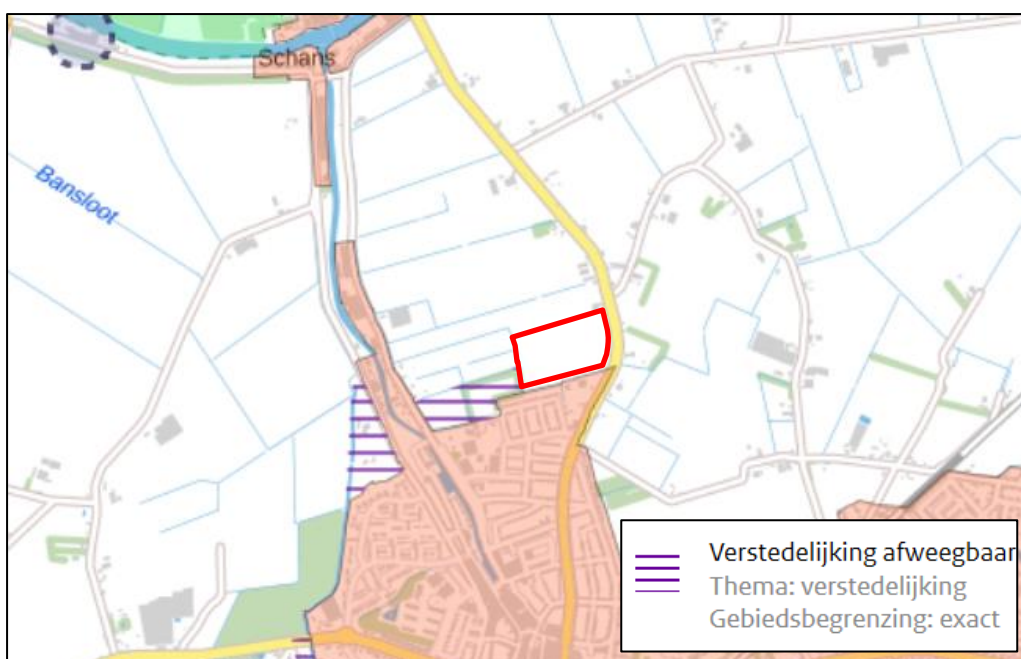 Schans
Bansloot
Verstedelijking afweegbaar
Thema: verstedelijking
Gebiedsbegrenzing: exact